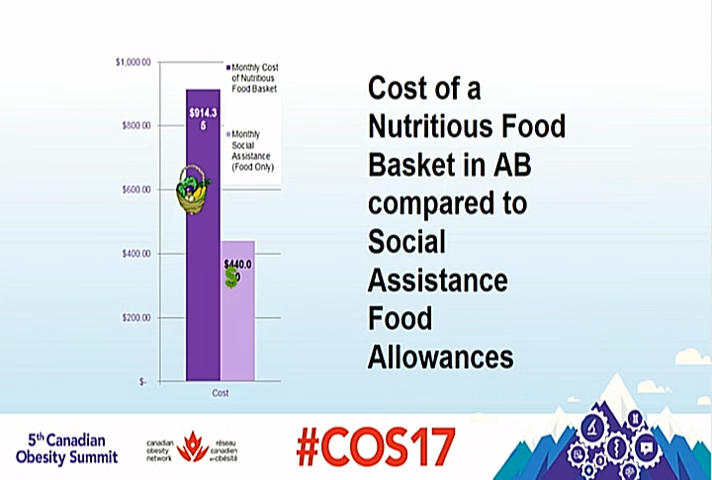 $1,000.00
$800.00
$600.00
$400.00
$200.00
$-
$914.3
5
$440.0
0
Cost
Monthly Cost
of Nutritious
Food Basket
Monthly
Social
Assistance
(Food Only)
Cost of a
Nutritious Food
Basket in AB
compared to
Social
Assistance
Food
Allowances
5th Canadian
Obesity Summit
canadian
obesity
network
réseau
canadien
en obésité
#COS17